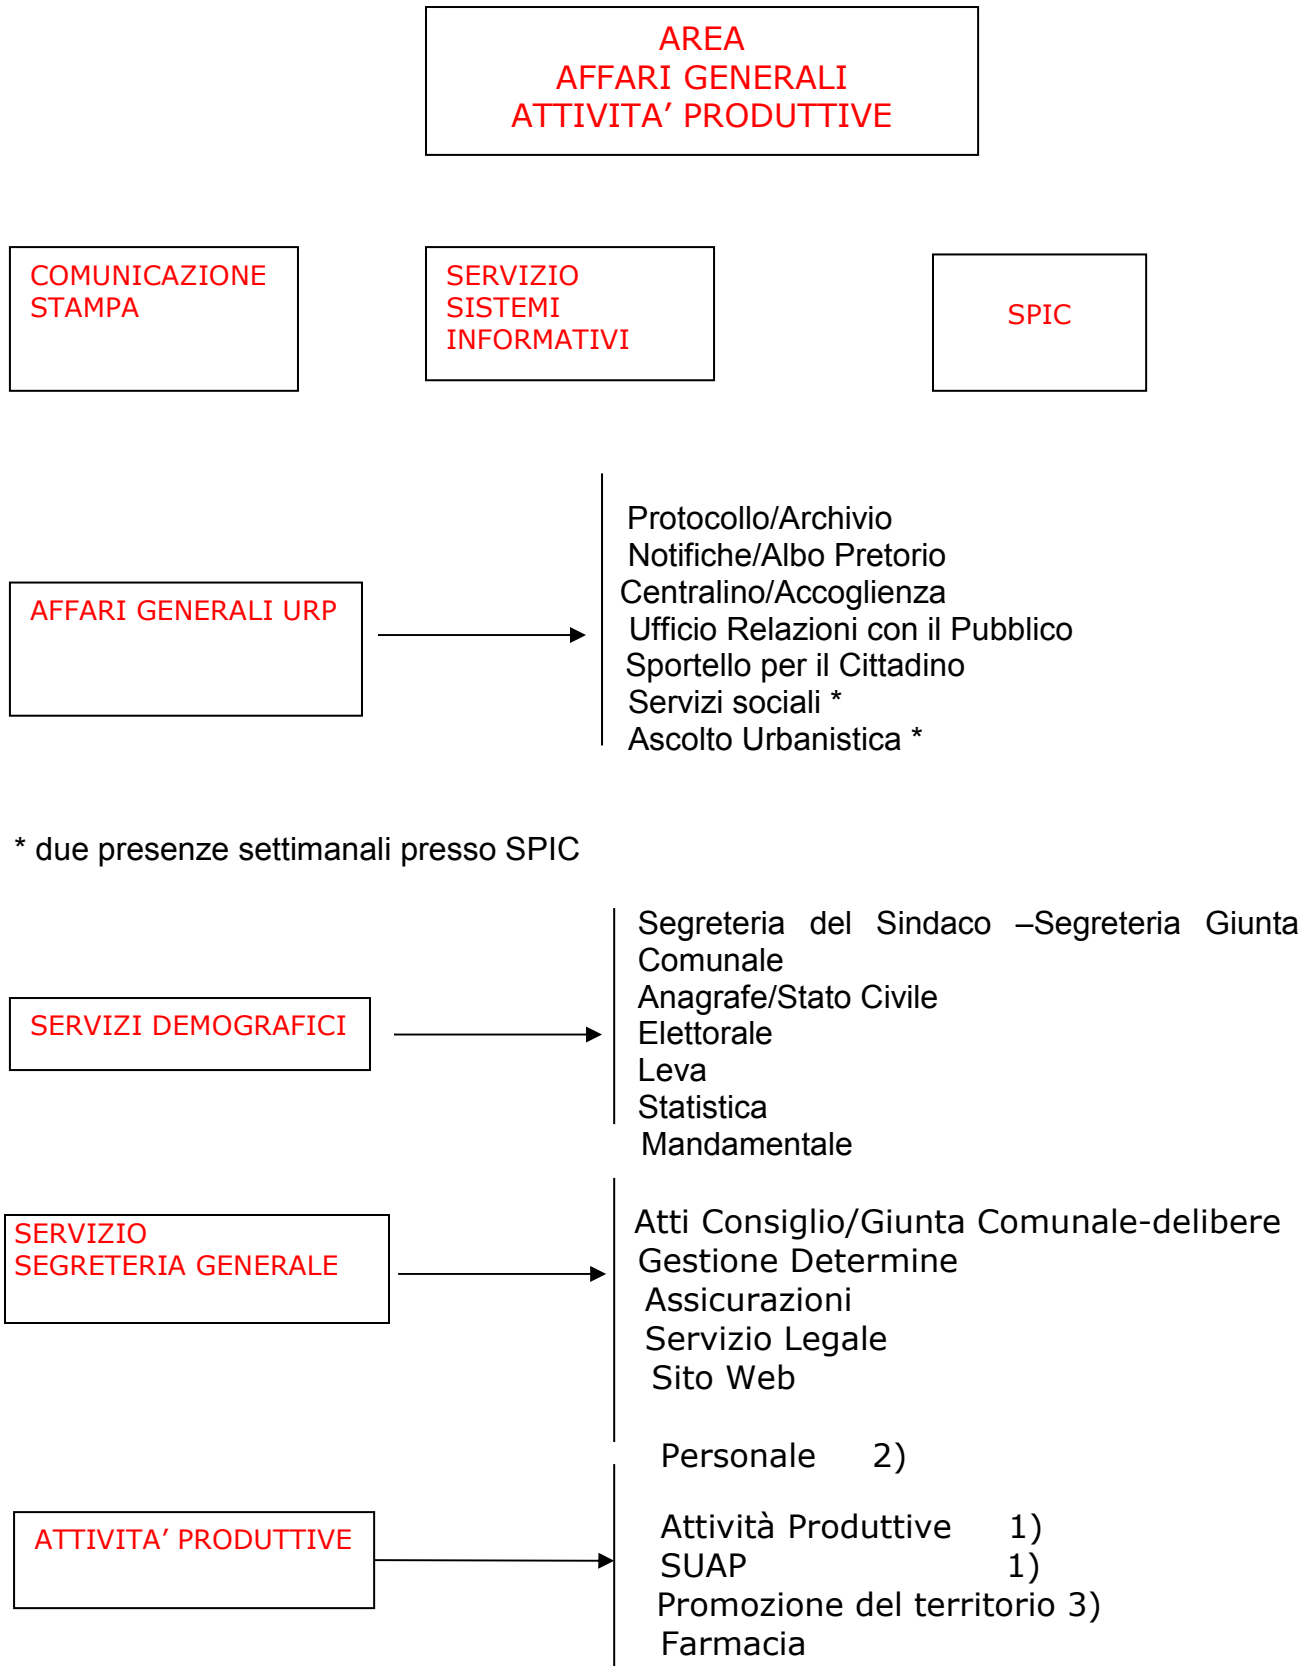 AREA
AFFARI GENERALI
ATTIVITA’ PRODUTTIVE
COMUNICAZIONE
STAMPA
SERVIZIO
SISTEMI
INFORMATIVI
SPIC
AFFARI GENERALI URP
Protocollo/Archivio
Notifiche/Albo Pretorio
Centralino/Accoglienza
Ufficio Relazioni con il Pubblico
Sportello per il Cittadino
Servizi sociali *
Ascolto Urbanistica *
* due presenze settimanali presso SPIC
SERVIZI DEMOGRAFICI
Segreteria del Sindaco –Segreteria Giunta
Comunale
Anagrafe/Stato Civile
Elettorale
Leva
Statistica
Mandamentale
SERVIZIO
SEGRETERIA GENERALE
Atti Consiglio/Giunta Comunale-delibere
Gestione Determine
Assicurazioni
Servizio Legale
Sito Web
Personale 2)
ATTIVITA’ PRODUTTIVE
Attività Produttive 1)
SUAP 1)
Promozione del territorio 3)
Farmacia